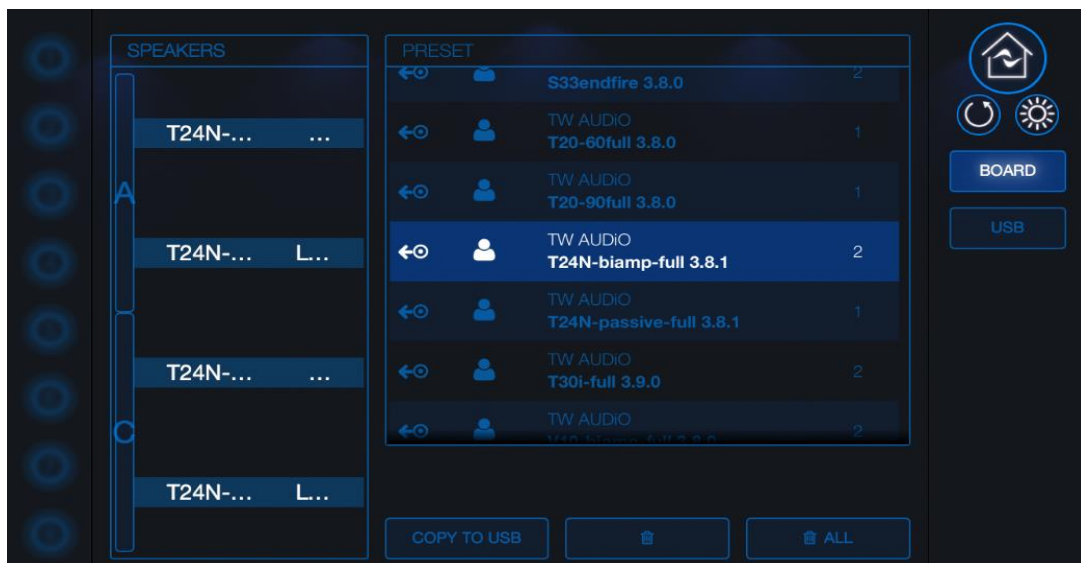 SPEAKERS
A
T24N-... ...
T24N-... L...
C
T24N-... ...
T24N-... L...
PRESET
S33endfire 3.8.0 2
TW AUDiO
T20-60full 3.8.0 1
TW AUDiO
T20-90full 3.8.0 1
TW AUDiO
T24N-biamp-full 3.8.1 2
TW AUDiO
T24N-passive-full 3.8.1 1
TW AUDiO
T30i-full 3.9.0 2
TW AUDiO
2
COPY TO USB
ALL
BOARD
USB